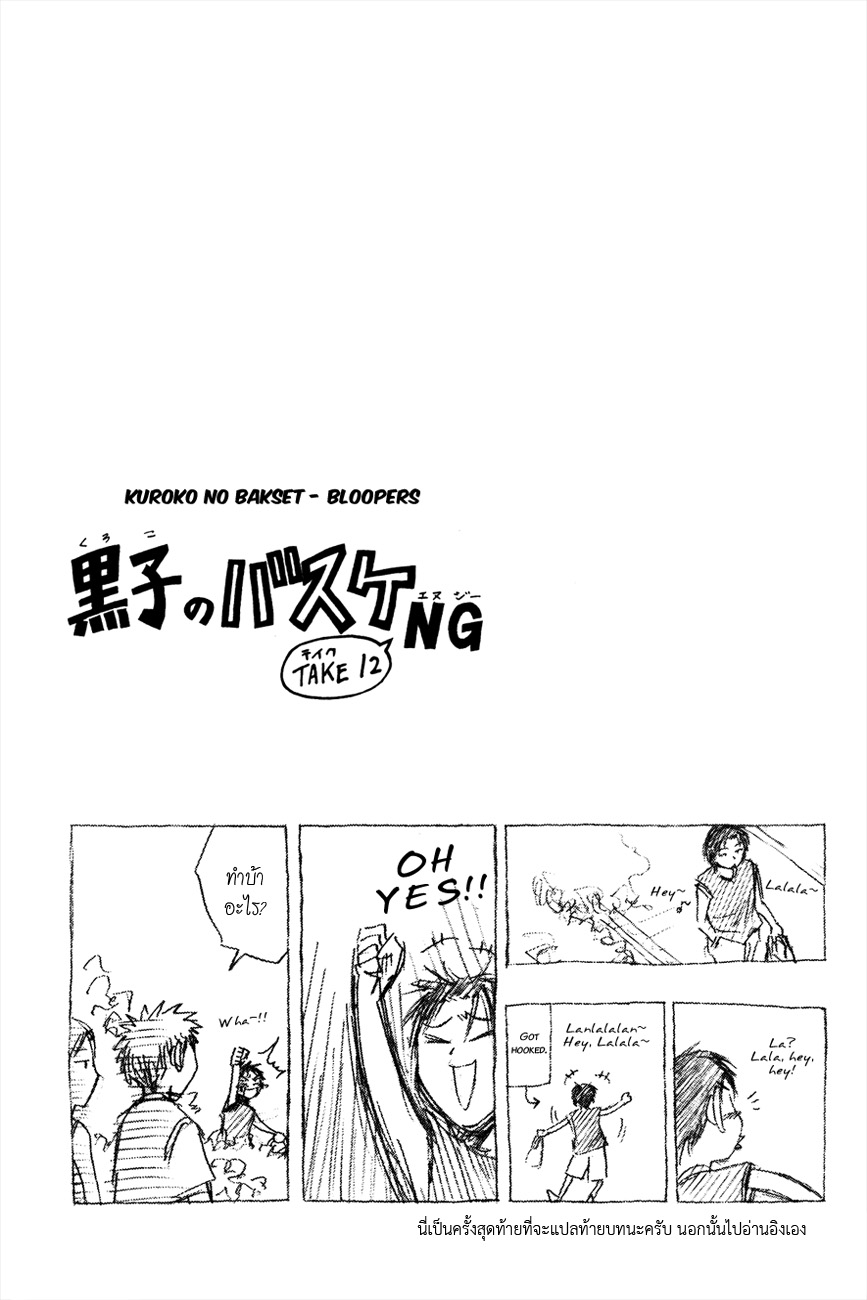 KUROKO NO BAKSET - BLOOPERS
くろこ
黒子のバスケ
エヌジー
NG
テイク
TAKE 12
Hey~
Lalala~
La?
Lala, hey,
hey!
Lanlalalan~
Hey, Lalala~
GOT
HOOKED.
OH
YES!!
ทำบ้า
อะไร?
Wha-!!
นี่เป็นครั้งสุดท้ายที่จะแปลท้ายบทนะครับ นอกนั้นไปอ่านอิงเอง